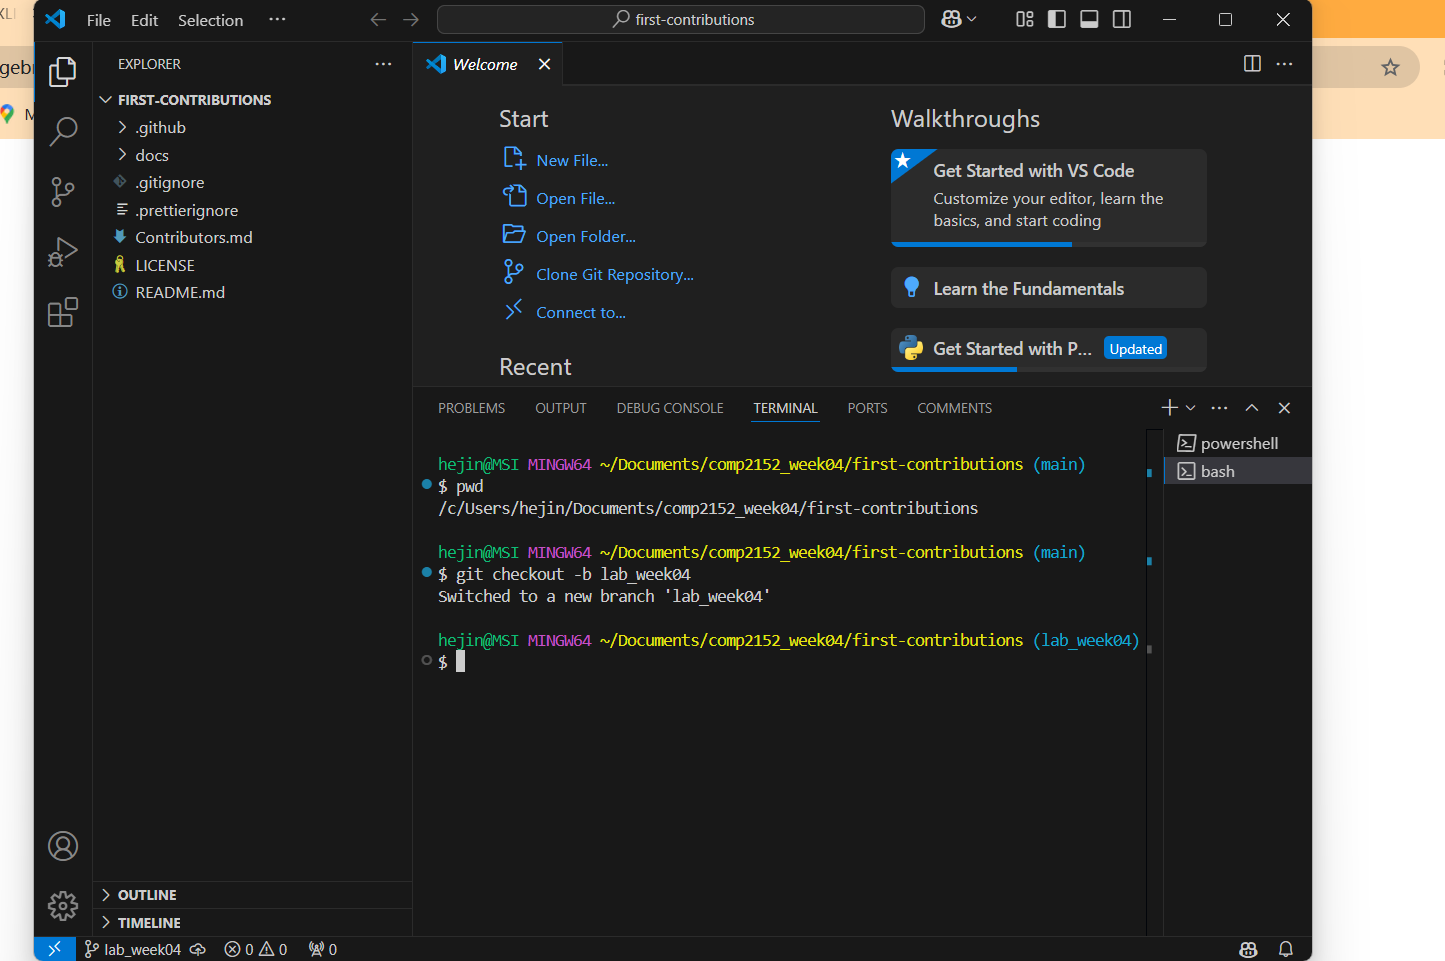 File Edit Selection ···
first-contributions
EXPLORER
FIRST-CONTRIBUTIONS
.github
docs
.gitignore
.prettierignore
Contributors.md
LICENSE
README.md
OUTLINE
TIMELINE
Welcome
Start
New File...
Open File...
Open Folder...
Clone Git Repository...
Connect to...
Recent
Walkthroughs
Get Started with VS Code
Customize your editor, learn the
basics, and start coding
Learn the Fundamentals
Get Started with P... Updated
PROBLEMS OUTPUT DEBUG CONSOLE TERMINAL PORTS COMMENTS
hejin@MSI MINGW64 ~/Documents/comp2152_week04/first-contributions (main)
$ pwd
/c/Users/hejin/Documents/comp2152_week04/first-contributions
hejin@MSI MINGW64 ~/Documents/comp2152_week04/first-contributions (main)
$ git checkout -b lab_week04
Switched to a new branch 'lab_week04'
hejin@MSI MINGW64 ~/Documents/comp2152_week04/first-contributions (lab_week04)
$
powershell
bash
lab_week04 0 0 0